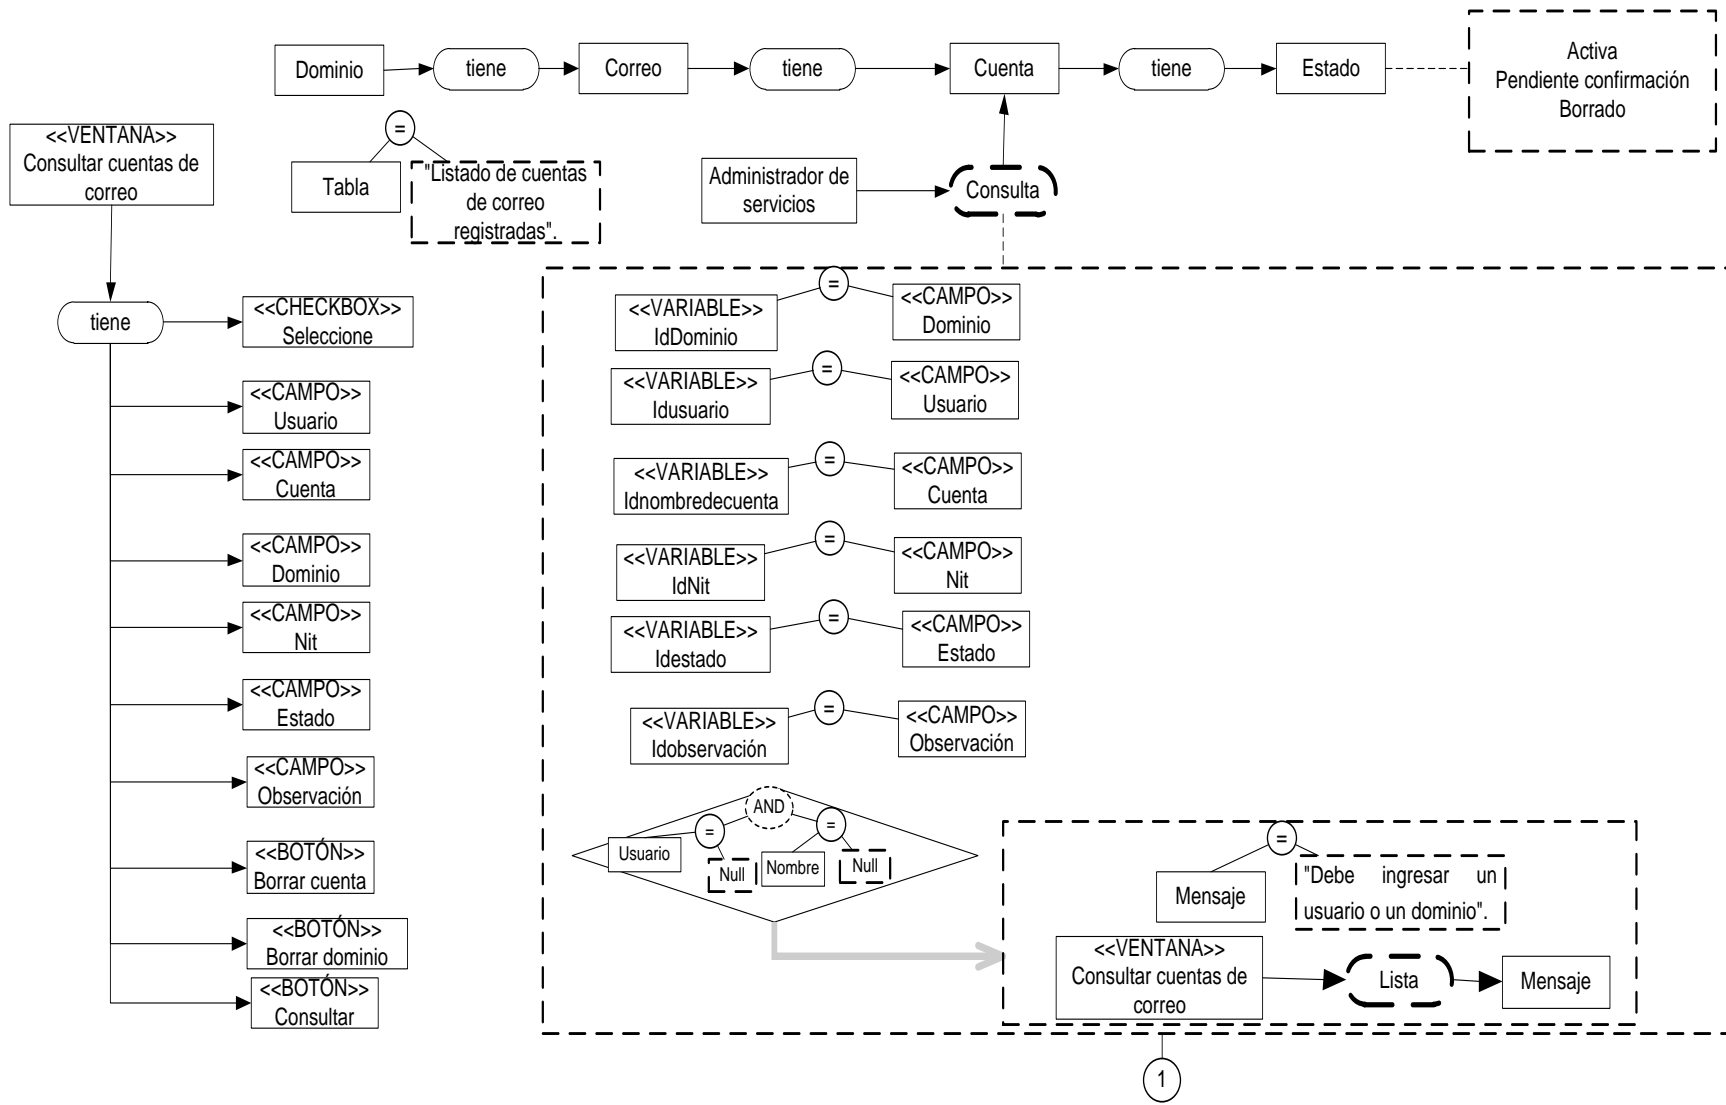 Dominio
tiene
Correo
tiene
Cuenta
tiene
Estado
Activa
Pendiente confirmación
Borrado
<<VENTANA>>
Consultar cuentas de
correo
=
Tabla
"Listado de cuentas
de correo
registradas".
Administrador de
servicios
Consulta
tiene
<<CHECKBOX>>
Seleccione
<<CAMPO>>
Usuario
<<CAMPO>>
Cuenta
<<CAMPO>>
Dominio
<<CAMPO>>
Nit
<<CAMPO>>
Estado
<<CAMPO>>
Observación
<<BOTÓN>>
Borrar cuenta
<<BOTÓN>>
Borrar dominio
<<BOTÓN>>
Consultar
<<VARIABLE>>
IdDominio
=
<<CAMPO>>
Dominio
<<VARIABLE>>
Idusuario
=
<<CAMPO>>
Usuario
<<VARIABLE>>
Idnombredecuenta
=
<<CAMPO>>
Cuenta
<<VARIABLE>>
IdNit
=
<<CAMPO>>
Nit
<<VARIABLE>>
Idestado
=
<<CAMPO>>
Estado
<<VARIABLE>>
Idobservación
=
<<CAMPO>>
Observación
AND
=
=
Usuario
Null
Nombre
Null
=
Mensaje
"Debe ingresar un
usuario o un dominio".
<<VENTANA>>
Consultar cuentas de
correo
Lista
Mensaje
1